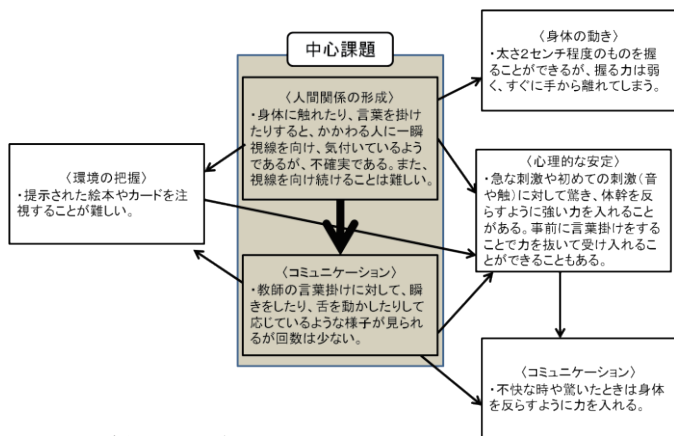 中心課題
〈人間関係の形成〉
・身体に触れたり、言葉を掛け
たりすると、かかわる人に一瞬
視線を向け、気付いているよう
であるが、不確実である。また、
視線を向け続けることは難しい。
〈コミュニケーション〉
・教師の言葉掛けに対して、瞬
きをしたり、舌を動かしたりして
応じているような様子が見られ
るが回数は少ない。
〈環境の把握〉
・提示された絵本やカードを注
視することが難しい。
〈身体の動き〉
・太さ2センチ程度のものを握
ることができるが、握る力は弱
く、すぐに手から離れてしまう。
〈心理的な安定〉
・急な刺激や初めての刺激(音
や触)に対して驚き、体幹を反
らすように強い力を入れること
がある。事前に言葉掛けをする
ことで力を抜いて受け入れるこ
とができることもある。
〈コミュニケーション〉
・不快な時や驚いたときは身体
を反らすように力を入れる。